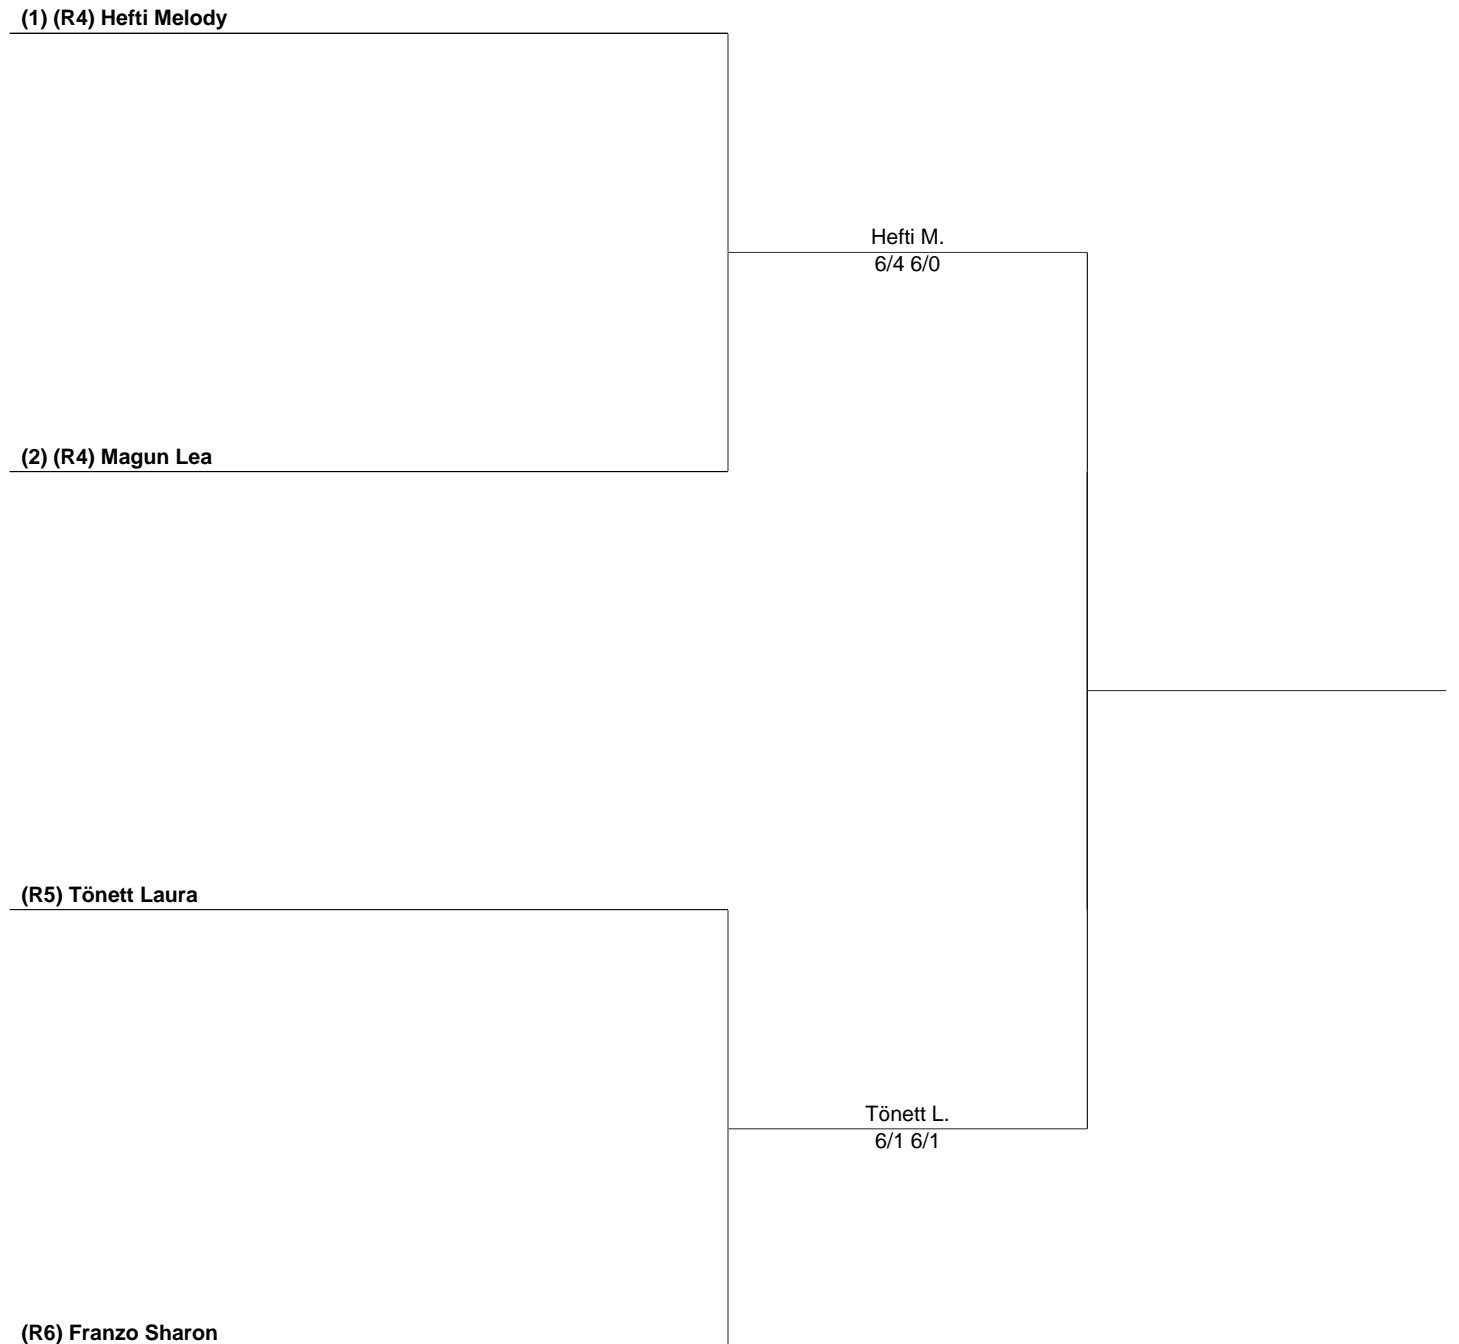 (1) (R4) Hefti Melody
Hefti M.
6/4 6/0
(2) (R4) Magun Lea
(R5) Tönett Laura
Tönett L.
6/1 6/1
(R6) Franzo Sharon